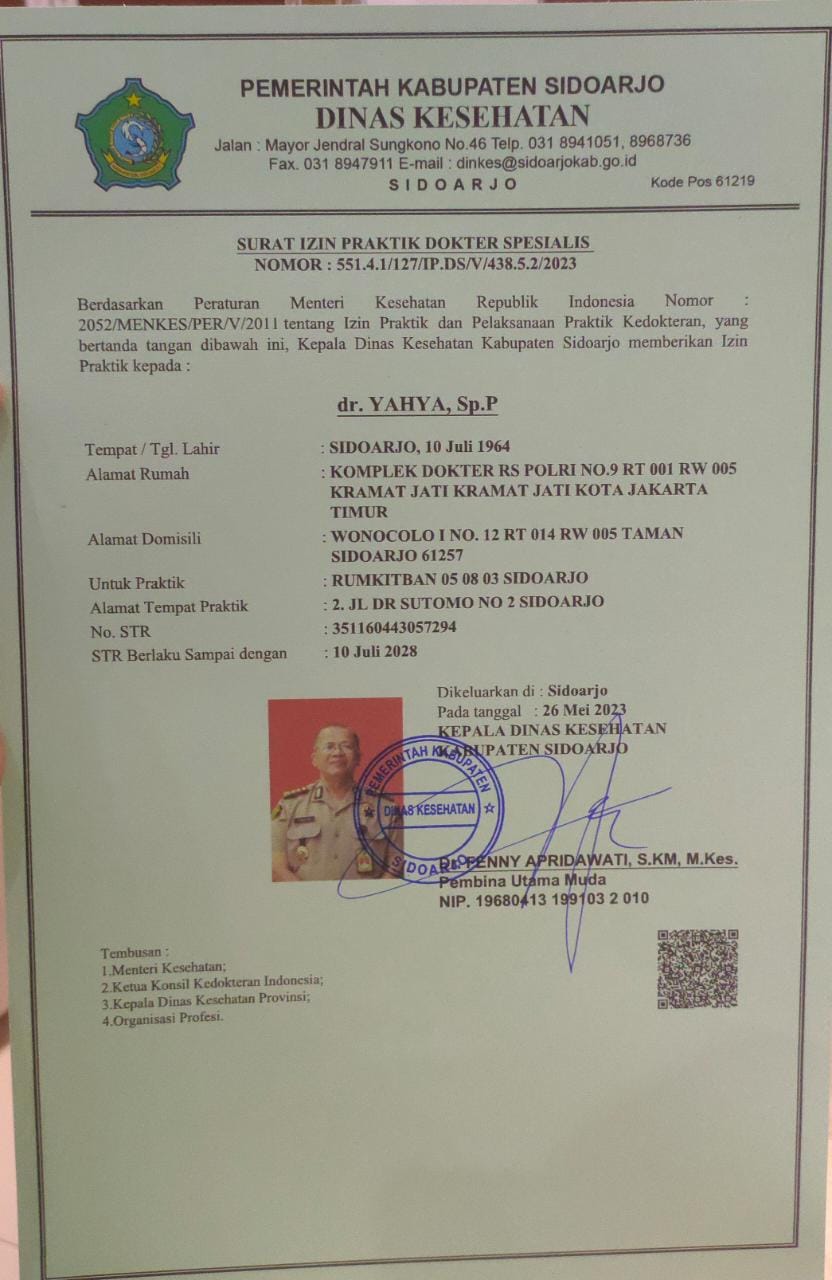 PEMERINTAH KABUPATEN SIDOARJO
DINAS KESEHATAN
Jalan : Mayor Jendral Sungkono No.46 Telp. 031 8941051, 8968736
Fax. 031 8947911 E-mail : dinkes@sidoarjokab.go.id
SIDOARJO Kode Pos 61219
SURAT IZIN PRAKTIK DOKTER SPESIALIS
NOMOR : 551.4.1/127/IP.DS/V/438.5.2/2023
Berdasarkan Peraturan Menteri Kesehatan Republik Indonesia Nomor :
2052/MENKES/PER/V/2011 tentang Izin Praktik dan Pelaksanaan Praktik Kedokteran, yang
bertanda tangan dibawah ini, Kepala Dinas Kesehatan Kabupaten Sidoarjo memberikan Izin
Praktik kepada :
dr. YAHYA, Sp.P
Tempat / Tgl. Lahir : SIDOARJO, 10 Juli 1964
Alamat Rumah : KOMPLEK DOKTER RS POLRI NO.9 RT 001 RW 005
KRAMAT JATI KRAMAT JATI KOTA JAKARTA
TIMUR
Alamat Domisili : WONOCOLO I NO. 12 RT 014 RW 005 TAMAN
SIDOARJO 61257
Untuk Praktik : RUMKITBAN 05 08 03 SIDOARJO
Alamat Tempat Praktik : 2. JL DR SUTOMO NO 2 SIDOARJO
No. STR : 351160443057294
STR Berlaku Sampai dengan : 10 Juli 2028
Dikeluarkan di : Sidoarjo
Pada tanggal : 26 Mei 2023
KEPALA DINAS KESEHATAN
KABUPATEN SIDOARJO
PEMERINTAH KABUPATEN
DINAS KESEHATAN
SIDOARJO
Dr. FENNY APRIDAWATI, S.KM, M.Kes.
Pembina Utama Muda
NIP. 19680413 199103 2 010
Tembusan :
1.Menteri Kesehatan;
2.Ketua Konsil Kedokteran Indonesia;
3.Kepala Dinas Kesehatan Provinsi;
4.Organisasi Profesi.